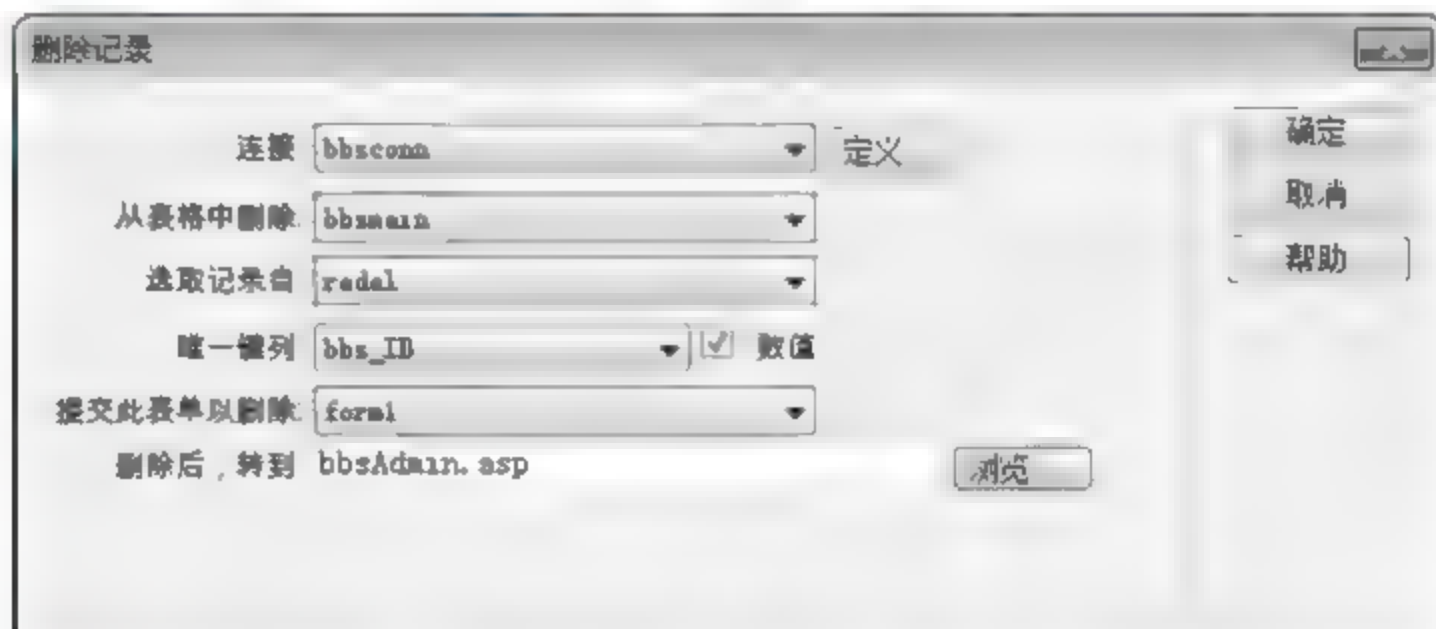 删除记录
连接 bbsconn 定义 确定
从表格中删除: bbsmain 取消
选取记录自 redel 帮助
唯一键列 bbs_ID 数值
提交此表单以删除: form1
删除后，转到 bbsAdmin.asp 浏览